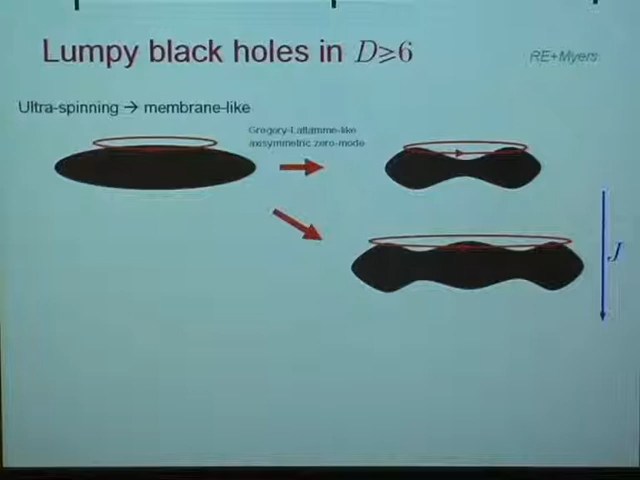 Lumpy black holes in D⩾6
RE+Myers
Ultra-spinning → membrane-like
Gregory-Laflamme-like
axisymmetric zero-mode
J